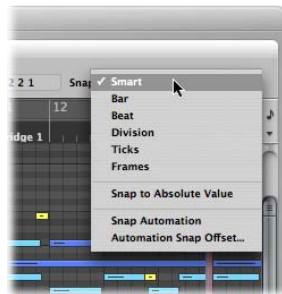 2 2 1 Snap ✓ Smart
12
Bar
Beat
idge 1
Division
Ticks
Frames
Snap to Absolute Value
Snap Automation
Automation Snap Offset...